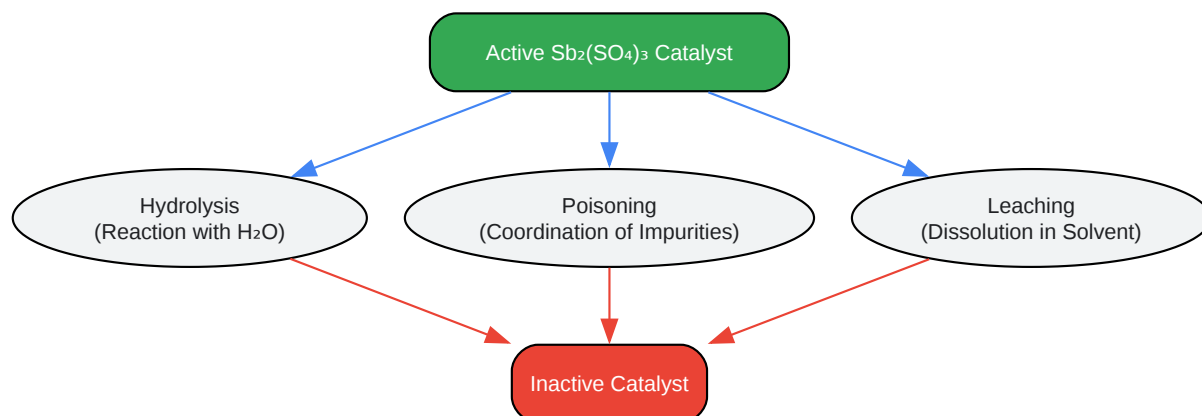 Active Sb₂(SO₄)₃ Catalyst
Hydrolysis
(Reaction with H₂O)
Poisoning
(Coordination of Impurities)
Leaching
(Dissolution in Solvent)
Inactive Catalyst